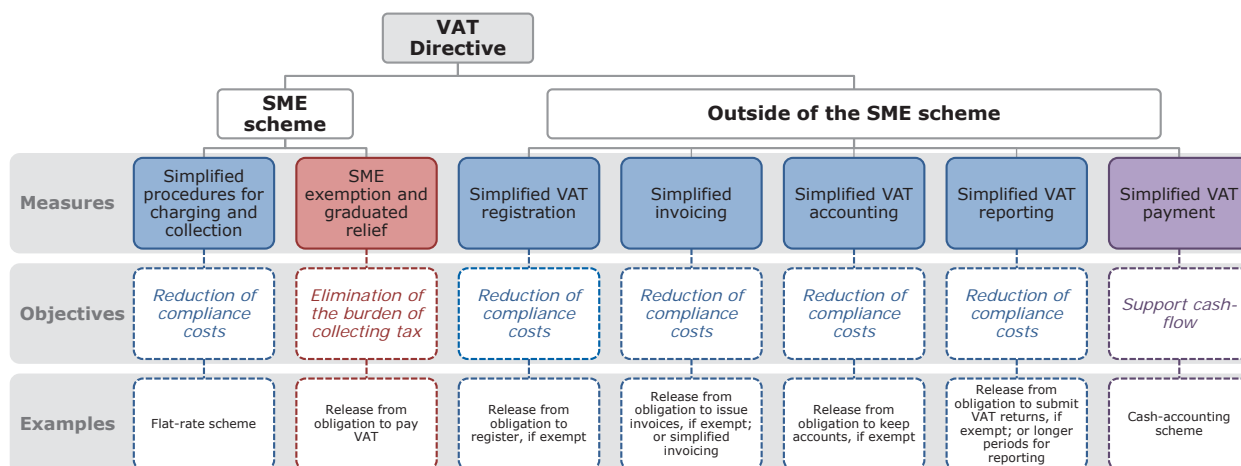 VAT
Directive
SME
scheme
Outside of the SME scheme
Measures
Simplified
procedures for
charging and
collection
SME
exemption and
graduated
relief
Simplified VAT
registration
Simplified
invoicing
Simplified VAT
accounting
Simplified VAT
reporting
Simplified VAT
payment
Objectives
Reduction of
compliance
costs
Elimination of
the burden of
collecting tax
Reduction of
compliance
costs
Reduction of
compliance
costs
Reduction of
compliance
costs
Reduction of
compliance
costs
Support cash-
flow
Examples
Flat-rate scheme
Release from
obligation to pay
VAT
Release from
obligation to
register, if exempt
Release from
obligation to issue
invoices, if exempt;
or simplified
invoicing
Release from
obligation to keep
accounts, if exempt
Release from
obligation to submit
VAT returns, if
exempt; or longer
periods for
reporting
Cash-accounting
scheme